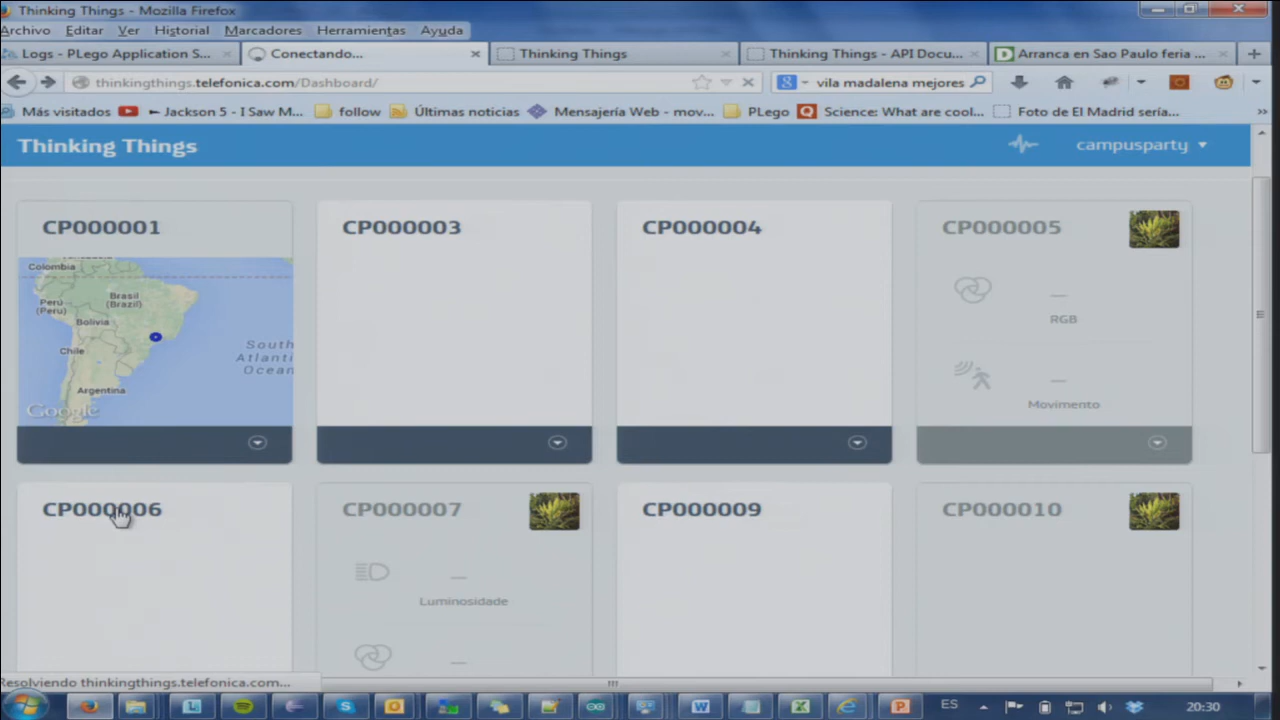 Thinking Things - Mozilla Firefox
Archivo Editar Ver Historial Marcadores Herramientas Ayuda
Logs - PLego Application S... Conectando... Thinking Things Thinking Things - API Docu... Arranca en Sao Paulo feria ...
thinkingthings.telefonica.com/Dashboard/ vila madalena mejores
Más visitados ► Jackson 5 - I Saw M... follow Últimas noticias Mensajería Web - mov... PLego Science: What are cool... Foto de El Madrid sería...
Thinking Things campusparty
CP000001 CP000003 CP000004 CP000005
Colombia
Brasil
(Brazil)
Perú
(Peru)
Bolivia
Chile
South
Atlantic
Ocean
Argentina
Google
RGB
Movimento
CP000006 CP000007 CP000009 CP000010
Luminosidade
Resolviendo thinkingthings.telefonica.com...
ES 20:30